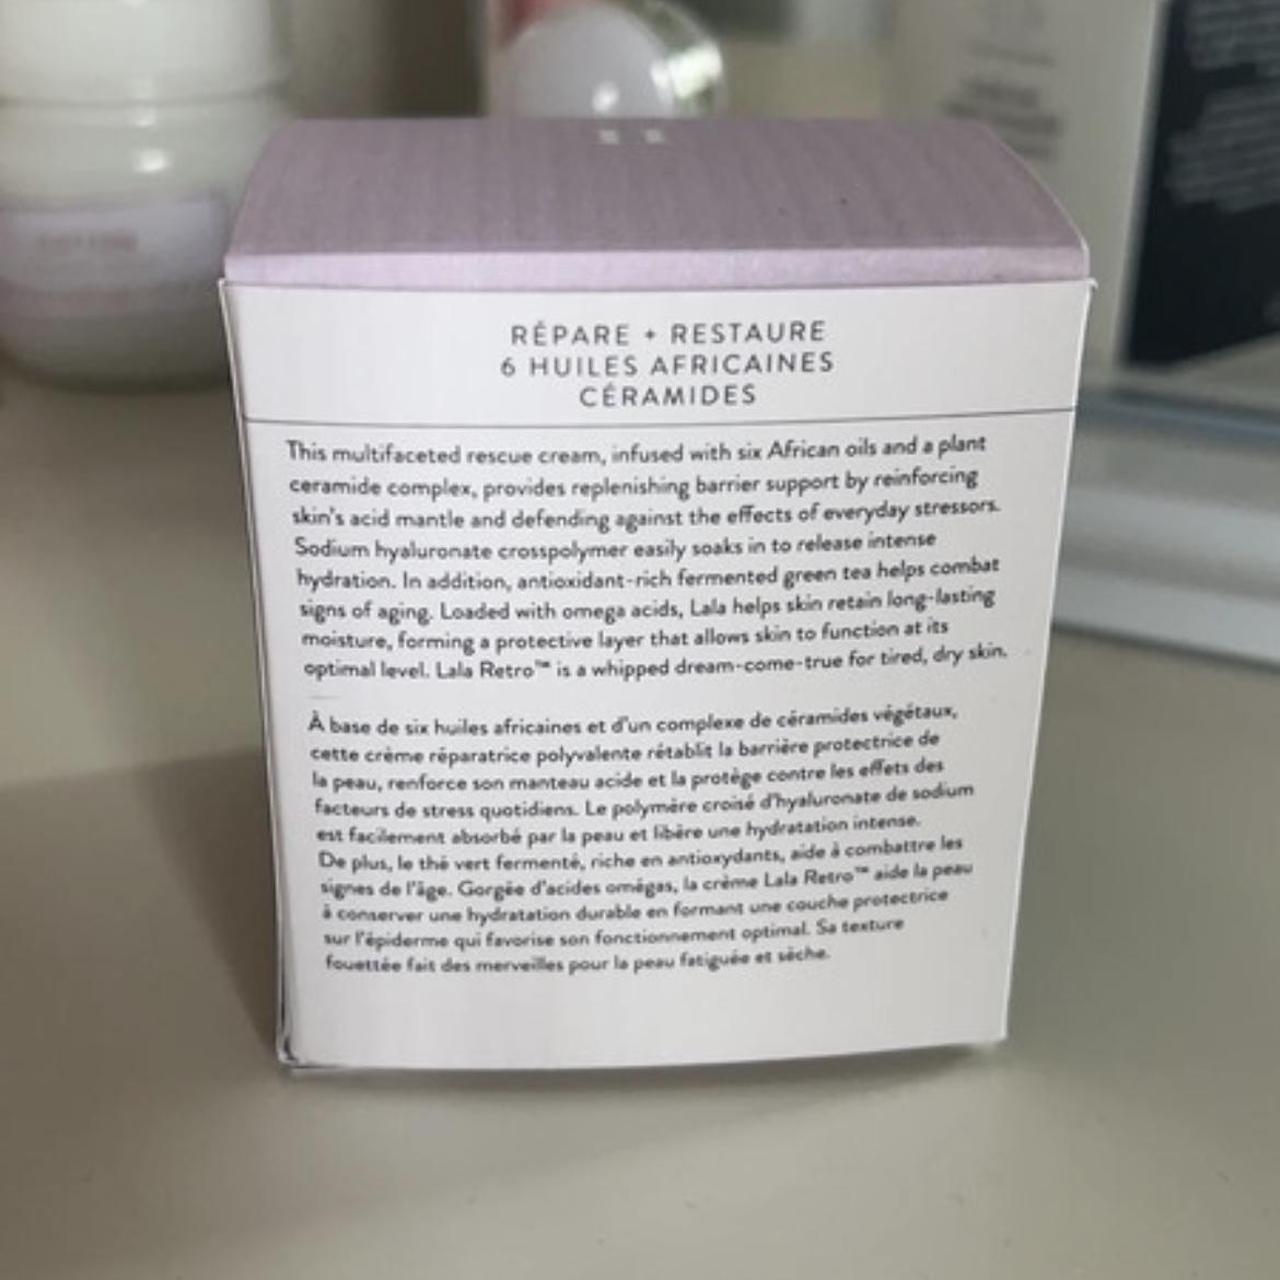 RÉPARE + RESTAURE
6 HUILES AFRICAINES
CÉRAMIDES
This multifaceted rescue cream, infused with six African oils and a plant
ceramide complex, provides replenishing barrier support by reinforcing
skin's acid mantle and defending against the effects of everyday stressors.
Sodium hyaluronate crosspolymer easily soaks in to release intense
hydration. In addition, antioxidant-rich fermented green tea helps combat
signs of aging. Loaded with omega acids, Lala helps skin retain long-lasting
moisture, forming a protective layer that allows skin to function at its
optimal level. Lala Retro™ is a whipped dream-come-true for tired, dry skin.
À base de six huiles africaines et d'un complexe de céramides végétaux,
cette crème réparatrice polyvalente rétablit la barrière protectrice de
la peau, renforce son manteau acide et la protège contre les effets des
facteurs de stress quotidiens. Le polymère croisé d'hyaluronate de sodium
est facilement absorbé par la peau et libère une hydratation intense.
De plus, le thé vert fermenté, riche en antioxydants, aide à combattre les
signes de l'âge. Gorgée d'acides omégas, la crème Lala Retro™ aide la peau
à conserver une hydratation durable en formant une couche protectrice
sur l'épiderme qui favorise son fonctionnement optimal. Sa texture
fouettée fait des merveilles pour la peau fatiguée et sèche.